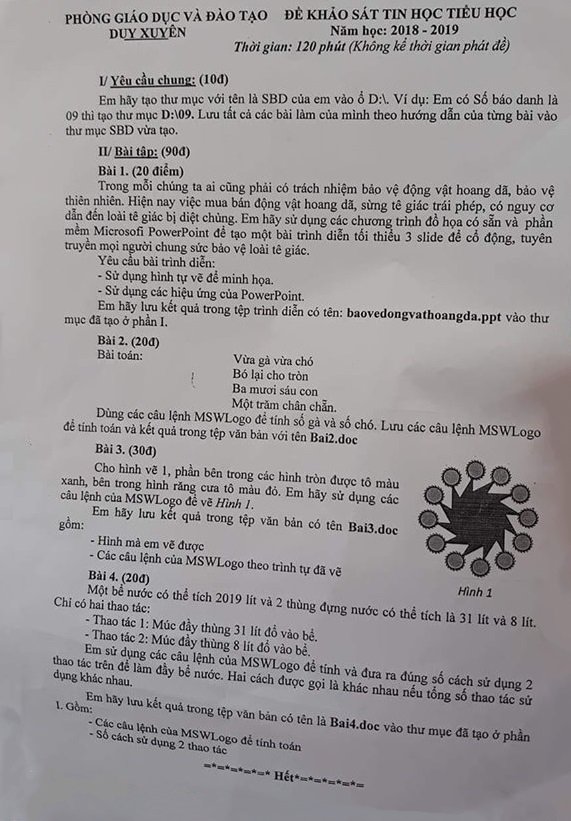 PHÒNG GIÁO DỤC VÀ ĐÀO TẠO ĐỀ KHẢO SÁT TIN HỌC TIỂU HỌC
DUY XUYÊN Năm học: 2018 - 2019
Thời gian: 120 phút (Không kể thời gian phát đề)
I/ Yêu cầu chung: (10đ)
Em hãy tạo thư mục với tên là SBD của em vào ổ D:\. Ví dụ: Em có Số báo danh là
09 thì tạo thư mục D:\09. Lưu tất cả các bài làm của mình theo hướng dẫn của từng bài vào
thư mục SBD vừa tạo.
II/ Bài tập: (90đ)
Bài 1. (20 điểm)
Trong mỗi chúng ta ai cũng phải có trách nhiệm bảo vệ động vật hoang dã, bảo vệ
thiên nhiên. Hiện nay việc mua bán động vật hoang dã, sừng tê giác trái phép, có nguy cơ
dẫn đến loài tê giác bị diệt chủng. Em hãy sử dụng các chương trình đồ họa có sẵn và phần
mềm Microsofi PowerPoint để tạo một bài trình diễn tối thiểu 3 slide để cổ động, tuyên
truyền mọi người chung sức bảo vệ loài tê giác.
Yêu cầu bài trình diễn:
- Sử dụng hình tự vẽ để minh họa.
- Sử dụng các hiệu ứng của PowerPoint.
Em hãy lưu kết quả trong tệp trình diễn có tên: baovedongvathoangda.ppt vào thư
mục đã tạo ở phần I.
Bài 2. (20đ)
Bài toán: Vừa gà vừa chó
Bó lại cho tròn
Ba mươi sáu con
Một trăm chân chẵn.
Dùng các câu lệnh MSWLogo để tính số gà và số chó. Lưu các câu lệnh MSWLogo
để tính toán và kết quả trong tệp văn bản với tên Bai2.doc
Bài 3. (30đ)
Cho hình vẽ 1, phần bên trong các hình tròn được tô màu
xanh, bên trong hình răng cưa tô màu đỏ. Em hãy sử dụng các
câu lệnh của MSWLogo để vẽ Hình 1.
Em hãy lưu kết quả trong tệp văn bản có tên Bai3.doc
gồm:
- Hình mà em vẽ được
- Các câu lệnh của MSWLogo theo trình tự đã vẽ
Hình 1
Bài 4. (20đ)
Một bể nước có thể tích 2019 lít và 2 thùng đựng nước có thể tích là 31 lít và 8 lít.
Chỉ có hai thao tác:
- Thao tác 1: Múc đầy thùng 31 lít đổ vào bể.
- Thao tác 2: Múc đầy thùng 8 lít đổ vào bể.
Em sử dụng các câu lệnh của MSWLogo để tính và đưa ra đúng số cách sử dụng 2
thao tác trên để làm đầy bể nước. Hai cách được gọi là khác nhau nếu tổng số thao tác sử
dụng khác nhau.
Em hãy lưu kết quả trong tệp văn bản có tên là Bai4.doc vào thư mục đã tạo ở phần
1. Gồm:
- Các câu lệnh của MSWLogo để tính toán
- Số cách sử dụng 2 thao tác
=*=*=*=*=* Hết*=*=*=*=*=